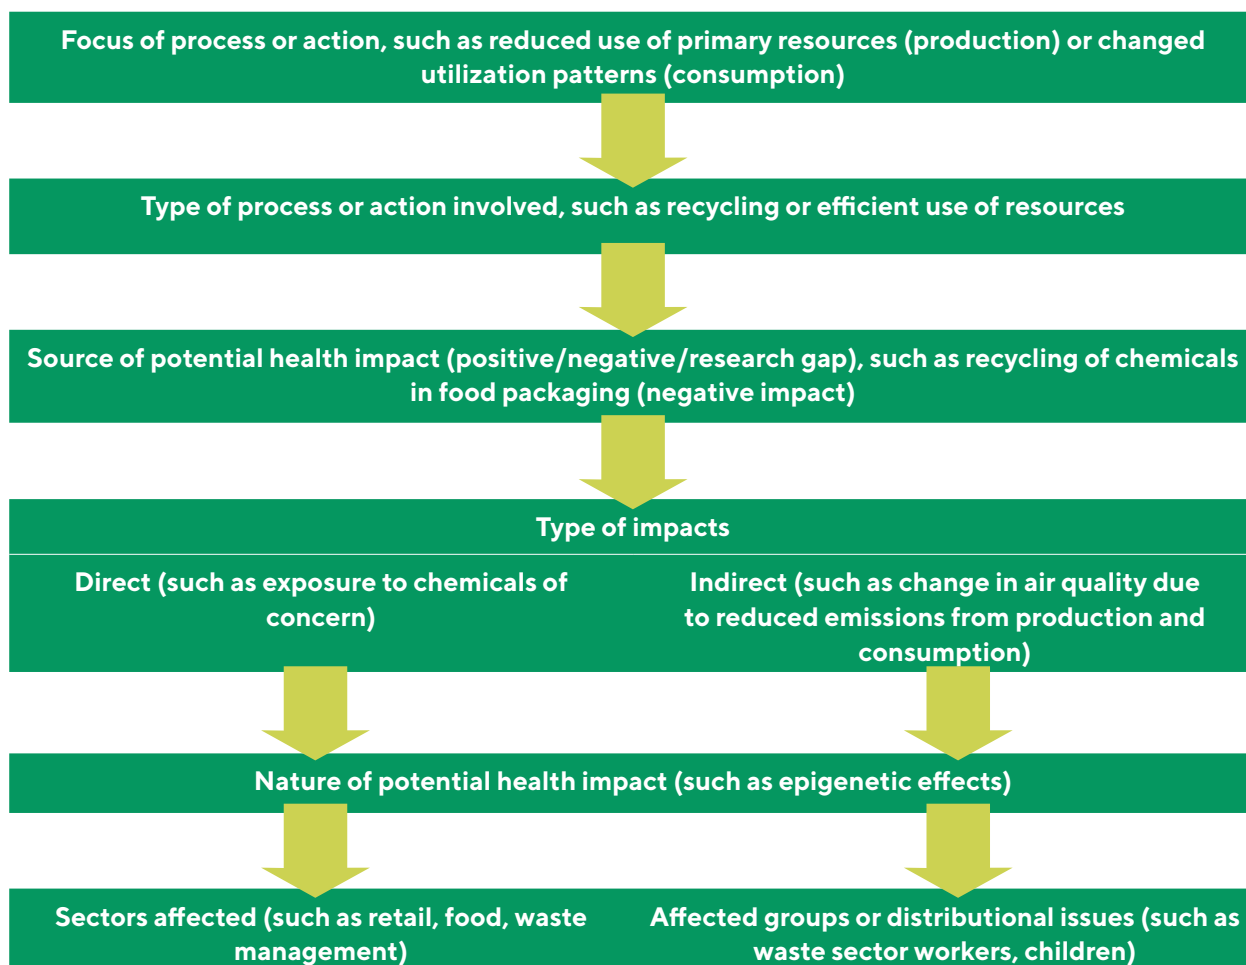 Focus of process or action, such as reduced use of primary resources (production) or changed
utilization patterns (consumption)
Type of process or action involved, such as recycling or efficient use of resources
Source of potential health impact (positive/negative/research gap), such as recycling of chemicals
in food packaging (negative impact)
Type of impacts
Direct (such as exposure to chemicals of
concern)
Indirect (such as change in air quality due
to reduced emissions from production and
consumption)
Nature of potential health impact (such as epigenetic effects)
Sectors affected (such as retail, food, waste
management)
Affected groups or distributional issues (such as
waste sector workers, children)